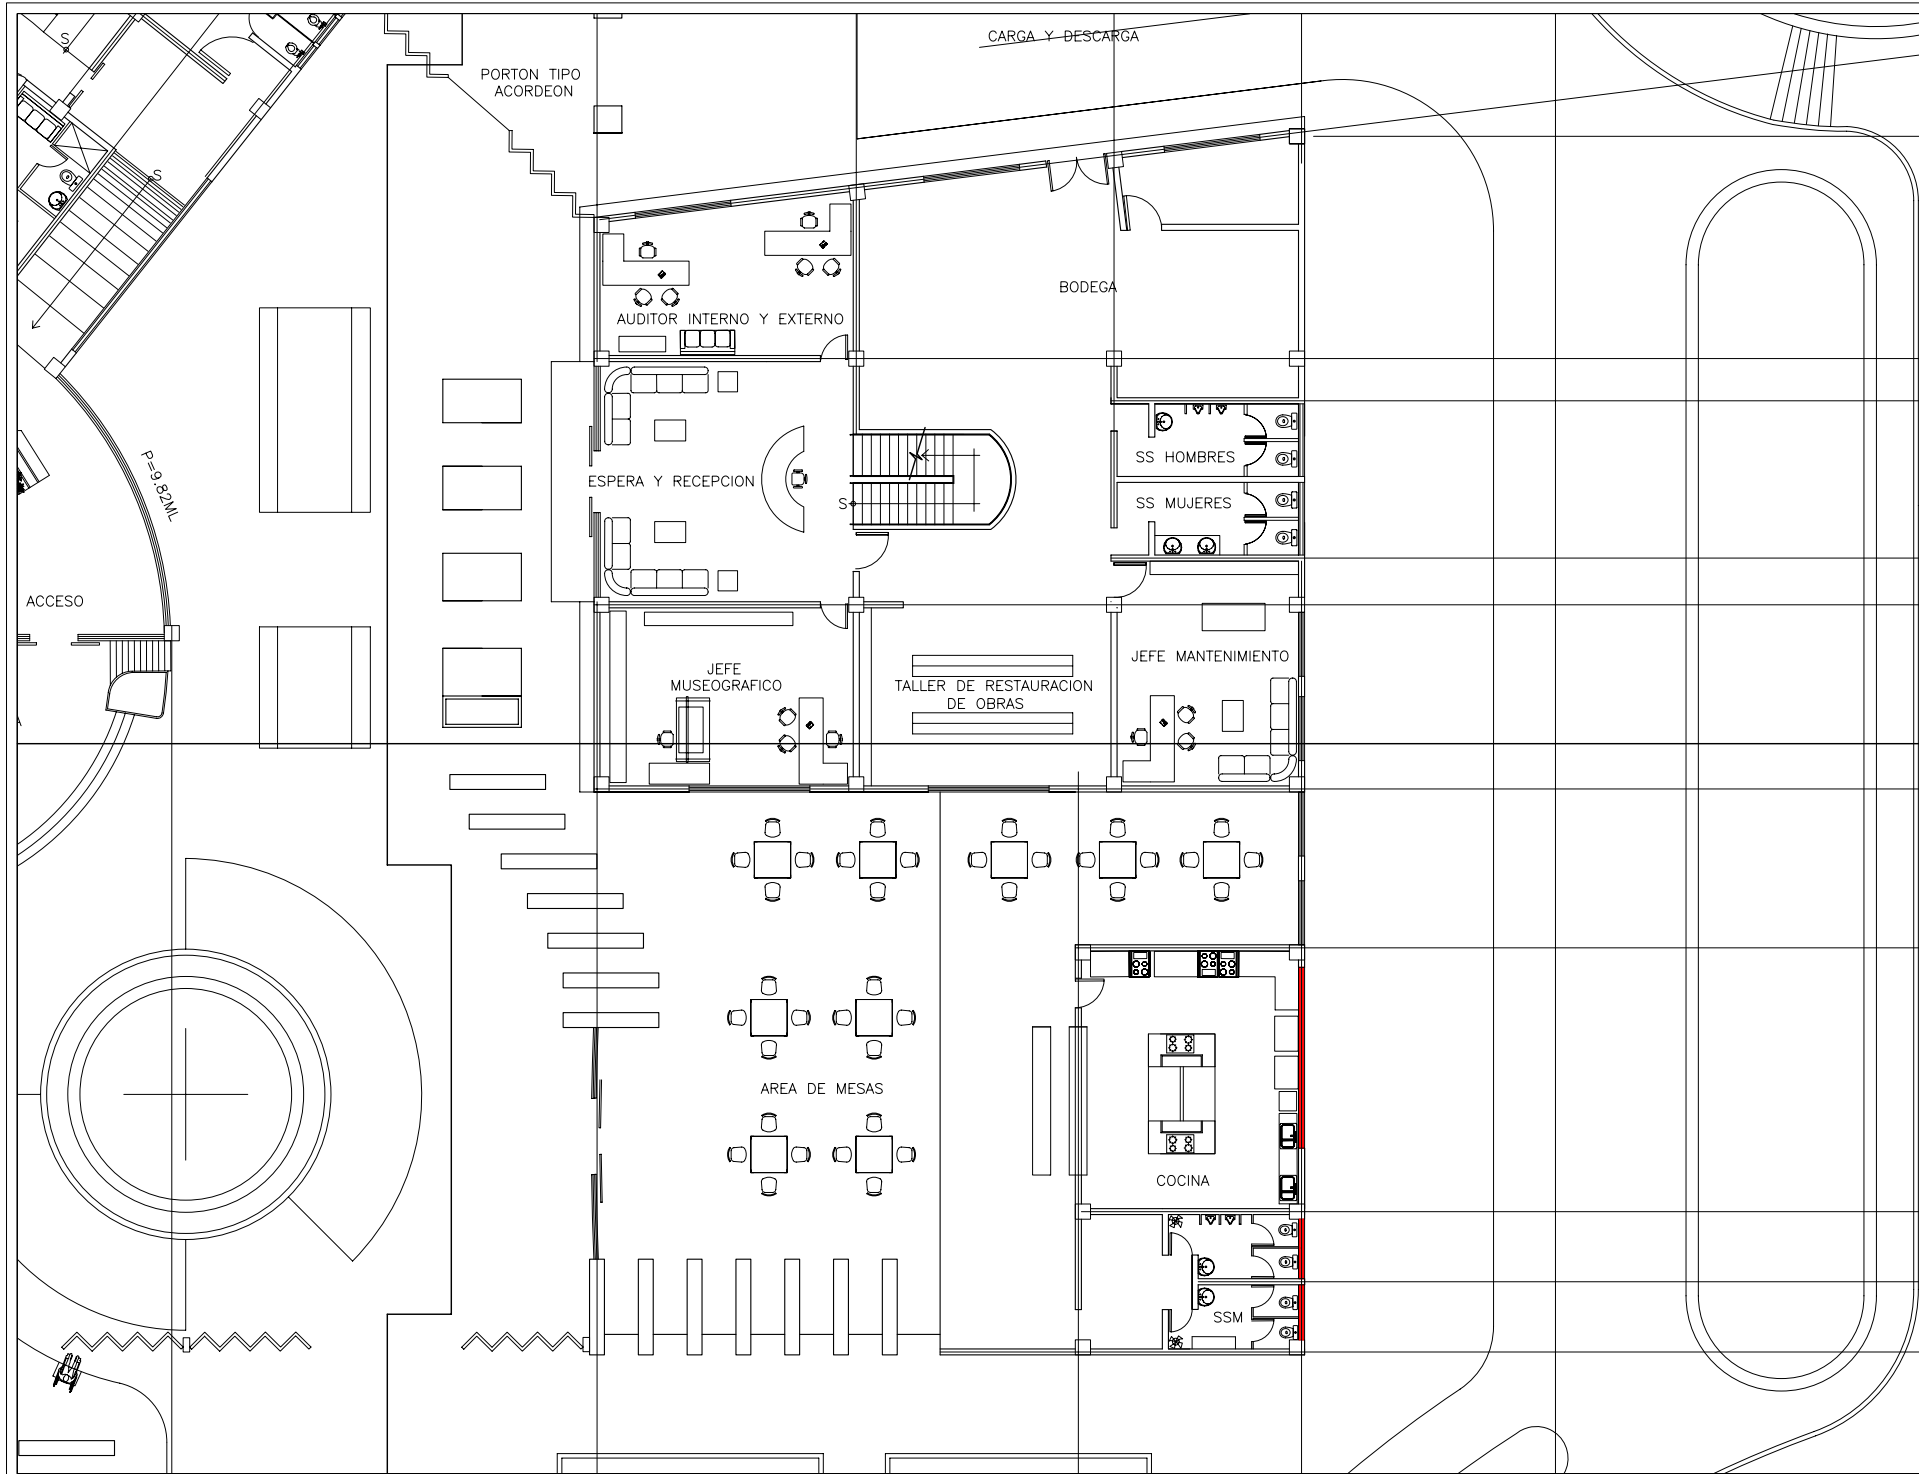 CARGA Y DESCARGA
S
PORTON TIPO
ACORDEON
S
BODEGA
AUDITOR INTERNO Y EXTERNO
SS HOMBRES
P=9.82ML
ESPERA Y RECEPCION
S
SS MUJERES
ACCESO
JEFE
MUSEOGRAFICO
JEFE MANTENIMIENTO
TALLER DE RESTAURACION
DE OBRAS
A
AREA DE MESAS
COCINA
SSM